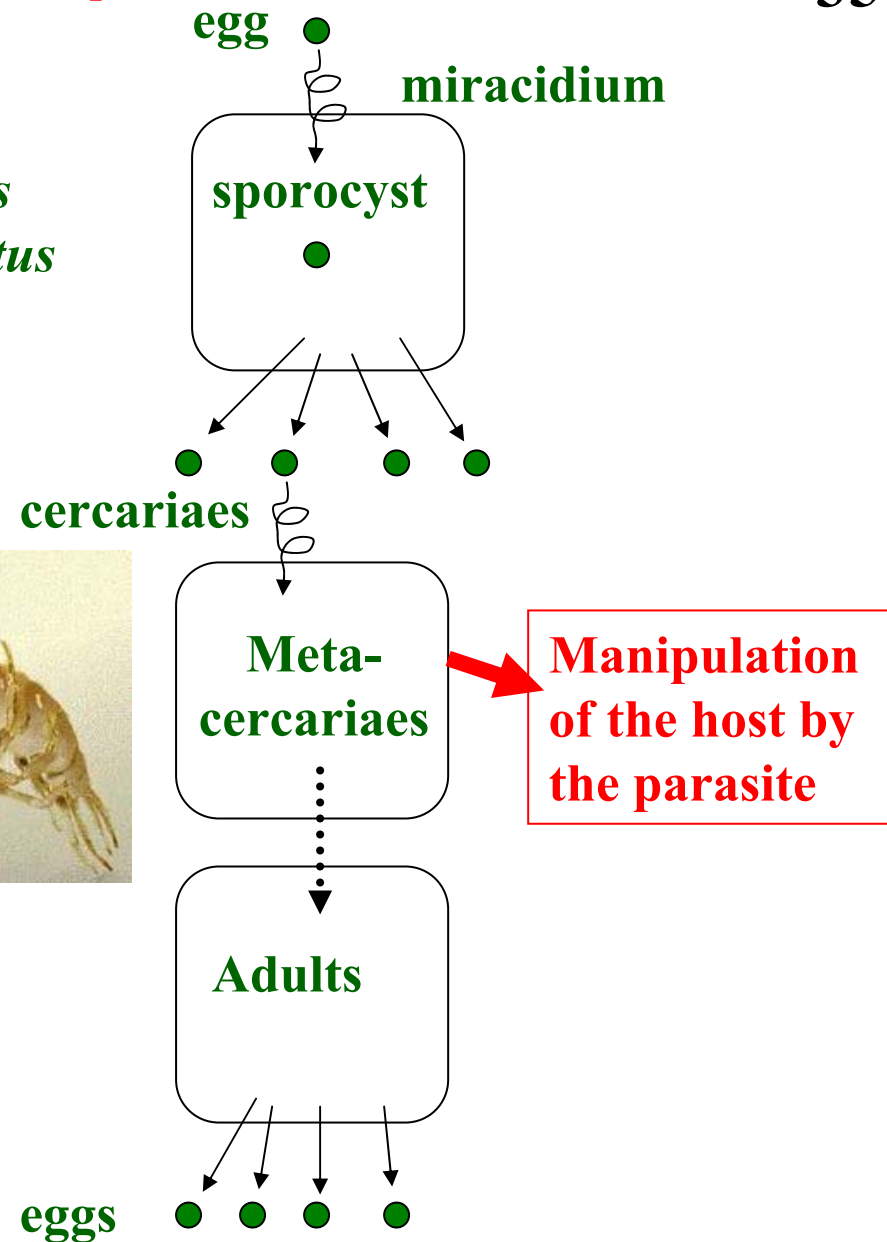 egg
miracidium
sporocyst
cercariaes
Meta-
cercariaes
Manipulation
of the host by
the parasite
Adults
eggs